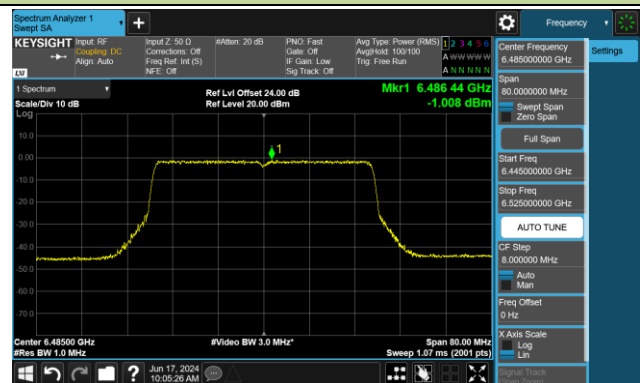 Spectrum Analyzer 1
Swept SA
Frequency
KEYSIGHT
Input: RF
Coupling: DC
Align: Auto
Input Z: 50 Ω
Corrections: Off
Freq Ref: Int (S)
NFE: Off
#Atten: 20 dB
PNO: Fast
Gate: Off
IF Gain: Low
Sig Track: Off
Avg Type: Power (RMS)
Avg|Hold: 100/100
Trig: Free Run
1 2 3 4 5 6
A W W W W W
A N N N N N
LXI
1 Spectrum
Scale/Div 10 dB
Log
Ref Lvl Offset 24.00 dB
Ref Level 20.00 dBm
Mkr1 6.486 44 GHz
-1.008 dBm
1
10.0
0.00
-10.0
-20.0
-30.0
-40.0
-50.0
-60.0
-70.0
Center 6.48500 GHz
#Res BW 1.0 MHz
#Video BW 3.0 MHz*
Span 80.00 MHz
Sweep 1.07 ms (2001 pts)
Center Frequency
6.485000000 GHz
Settings
Span
80.0000000 MHz
Swept Span
Zero Span
Full Span
Start Freq
6.445000000 GHz
Stop Freq
6.525000000 GHz
AUTO TUNE
CF Step
8.000000 MHz
Auto
Man
Freq Offset
0 Hz
X Axis Scale
Log
Lin
Signal Track
Jun 17, 2024
10:05:26 AM